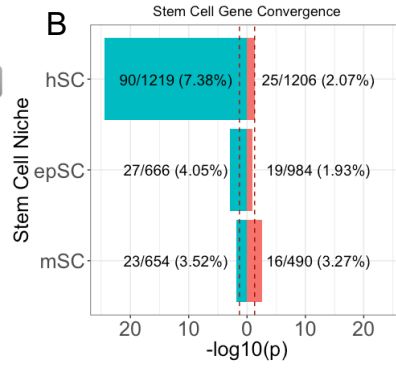 B
Stem Cell Gene Convergence
Stem Cell Niche
hSC
90/1219 (7.38%)
25/1206 (2.07%)
epSC
27/666 (4.05%)
19/984 (1.93%)
mSC
23/654 (3.52%)
16/490 (3.27%)
20 10 0 10 20
-log10(p)